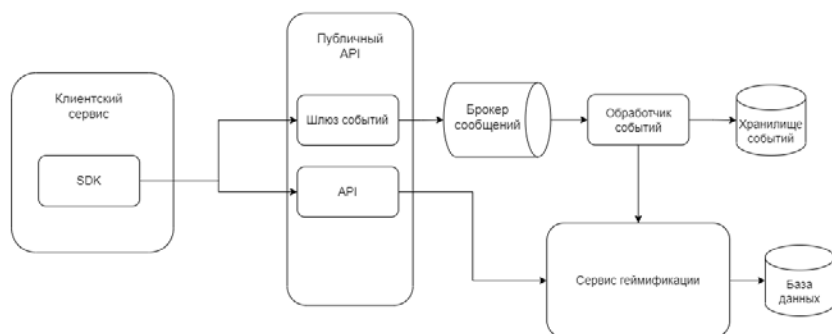 Публичный
API
Клиентский
сервис
Шлюз событий
Брокер
сообщений
Обработчик
событий
Хранилище
событий
SDK
API
Сервис геймификации
База
данных